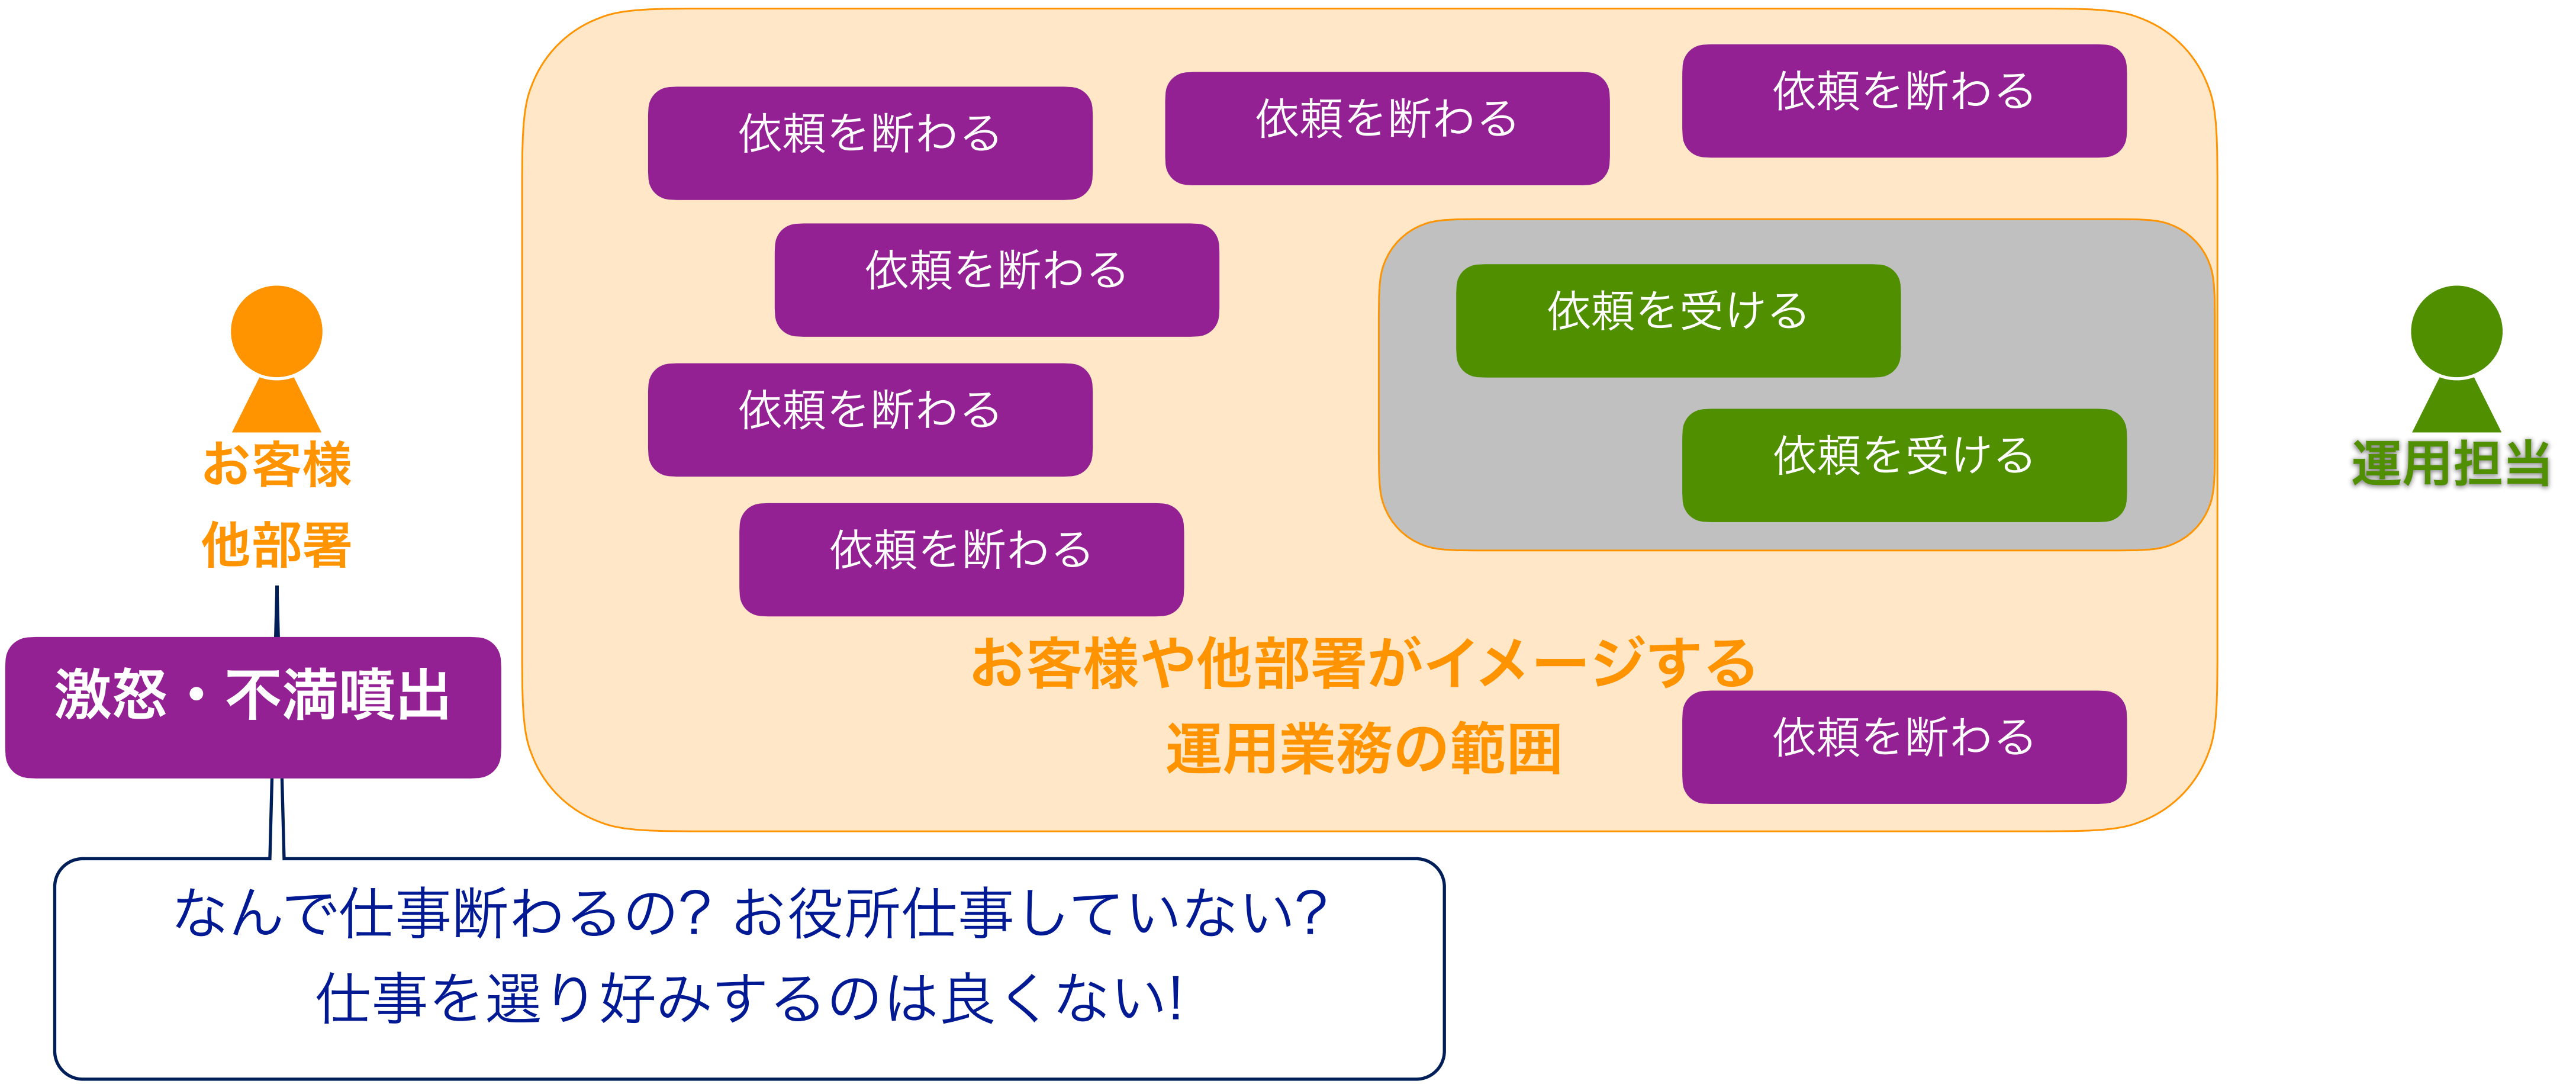 依頼を断わる
依頼を断わる
依頼を断わる
依頼を断わる
依頼を受ける
依頼を断わる
依頼を受ける
依頼を断わる
お客様
他部署
運用担当
激怒・不満噴出
お客様や他部署がイメージする
運用業務の範囲
依頼を断わる
なんで仕事断わるの? お役所仕事していない?
仕事を選り好みするのは良くない!